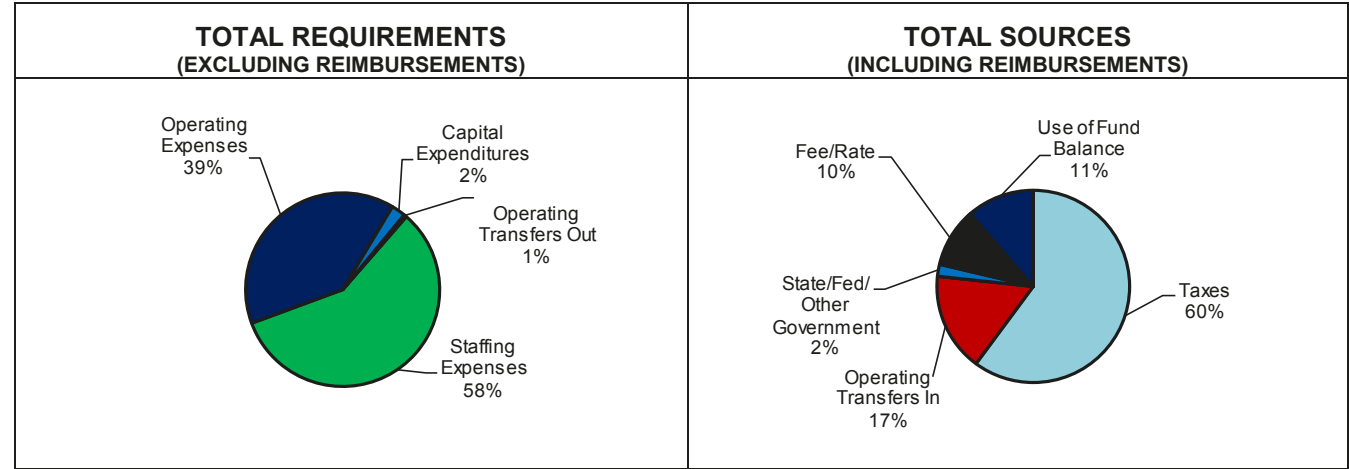 TOTAL REQUIREMENTS
(EXCLUDING REIMBURSEMENTS)
Operating
Expenses
39%
Capital
Expenditures
2%
Operating
Transfers Out
1%
Staffing
Expenses
58%
TOTAL SOURCES
(INCLUDING REIMBURSEMENTS)
Use of Fund
Balance
11%
Fee/Rate
10%
State/Fed/
Other
Government
2%
Taxes
60%
Operating
Transfers In
17%